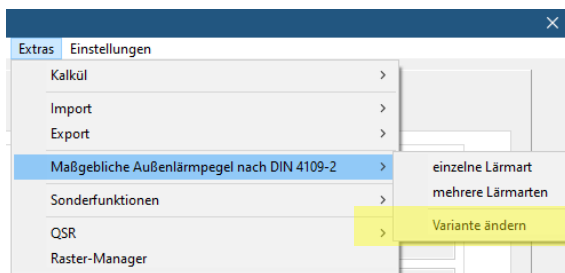 Extras Einstellungen
Kalkül
Import
Export
Maßgebliche Außenlärmpegel nach DIN 4109-2
einzelne Lärmart
mehrere Lärmarten
Sonderfunktionen
Variante ändern
QSR
Raster-Manager